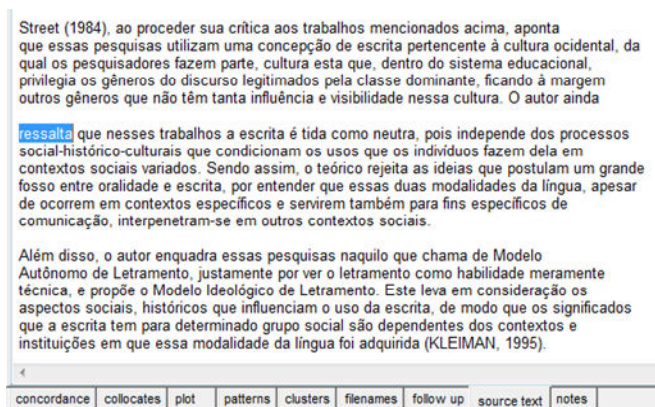 Street (1984), ao proceder sua crítica aos trabalhos mencionados acima, aponta
que essas pesquisas utilizam uma concepção de escrita pertencente à cultura ocidental, da
qual os pesquisadores fazem parte, cultura esta que, dentro do sistema educacional,
privilegia os gêneros do discurso legitimados pela classe dominante, ficando à margem
outros gêneros que não têm tanta influência e visibilidade nessa cultura. O autor ainda
ressalta que nesses trabalhos a escrita é tida como neutra, pois independe dos processos
social-histórico-culturais que condicionam os usos que os indivíduos fazem dela em
contextos sociais variados. Sendo assim, o teórico rejeita as ideias que postulam um grande
fosso entre oralidade e escrita, por entender que essas duas modalidades da língua, apesar
de ocorrem em contextos específicos e servirem também para fins específicos de
comunicação, interpenetram-se em outros contextos sociais.
Além disso, o autor enquadra essas pesquisas naquilo que chama de Modelo
Autônomo de Letramento, justamente por ver o letramento como habilidade meramente
técnica, e propõe o Modelo Ideológico de Letramento. Este leva em consideração os
aspectos sociais, históricos que influenciam o uso da escrita, de modo que os significados
que a escrita tem para determinado grupo social são dependentes dos contextos e
instituições em que essa modalidade da língua foi adquirida (KLEIMAN, 1995).
concordance collocates plot patterns clusters filenames follow up source text notes